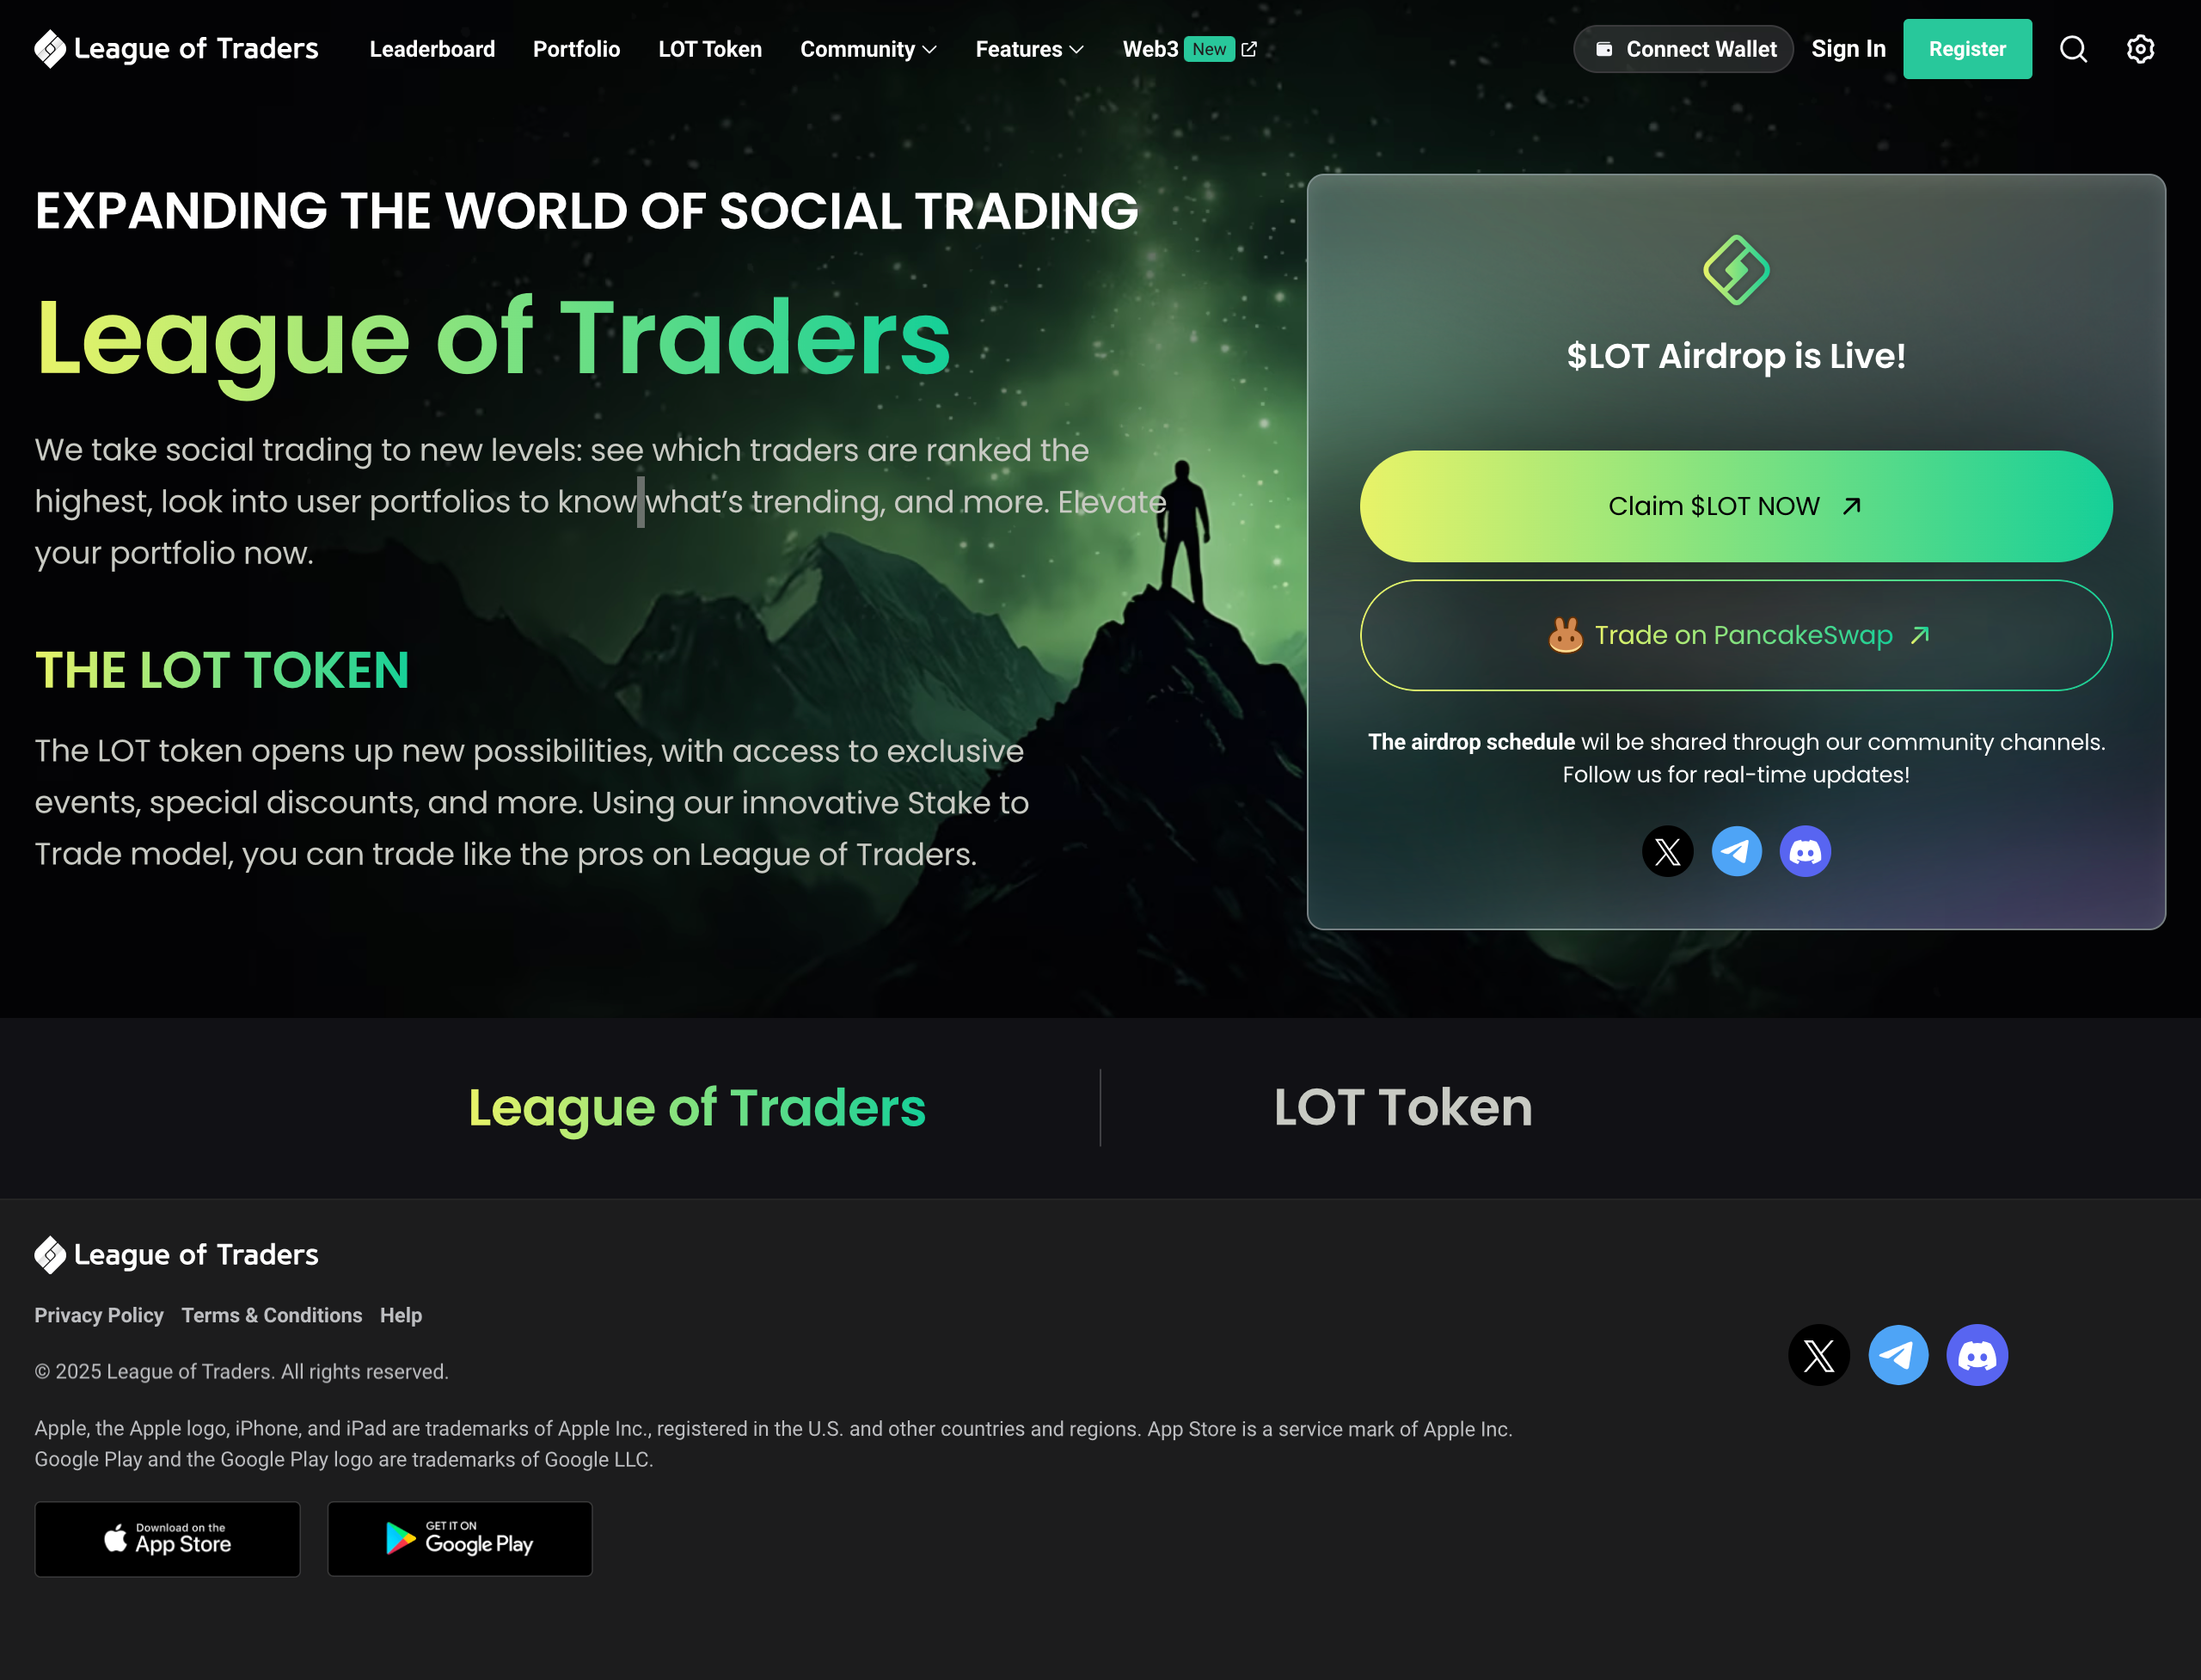 League of Traders
Leaderboard
Portfolio
LOT Token
Community
Features
Web3 New
Connect Wallet
Sign In
Register
EXPANDING THE WORLD OF SOCIAL TRADING
League of Traders
We take social trading to new levels: see which traders are ranked the
highest, look into user portfolios to know what’s trending, and more. Elevate
your portfolio now.
THE LOT TOKEN
The LOT token opens up new possibilities, with access to exclusive
events, special discounts, and more. Using our innovative Stake to
Trade model, you can trade like the pros on League of Traders.
$LOT Airdrop is Live!
Claim $LOT NOW
Trade on PancakeSwap
The airdrop schedule wil be shared through our community channels.
Follow us for real-time updates!
League of Traders
LOT Token
League of Traders
Privacy Policy
Terms & Conditions
Help
© 2025 League of Traders. All rights reserved.
Apple, the Apple logo, iPhone, and iPad are trademarks of Apple Inc., registered in the U.S. and other countries and regions. App Store is a service mark of Apple Inc.
Google Play and the Google Play logo are trademarks of Google LLC.
Download on the
App Store
GET IT ON
Google Play